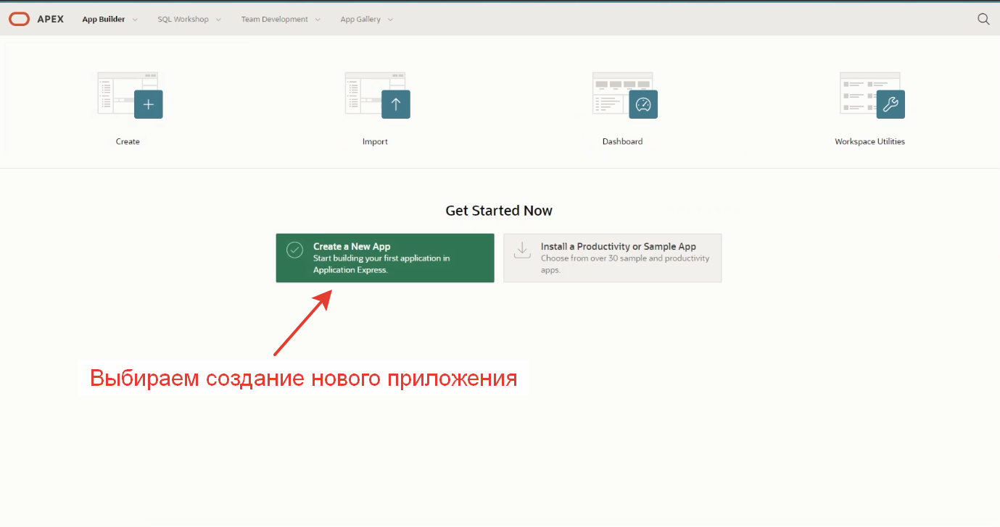 APEX App Builder SQL Workshop Team Development App Gallery
Create Import Dashboard Workspace Utilities
Get Started Now
Create a New App
Start building your first application in
Application Express.
Install a Productivity or Sample App
Choose from over 30 sample and productivity
apps.
Выбираем создание нового приложения